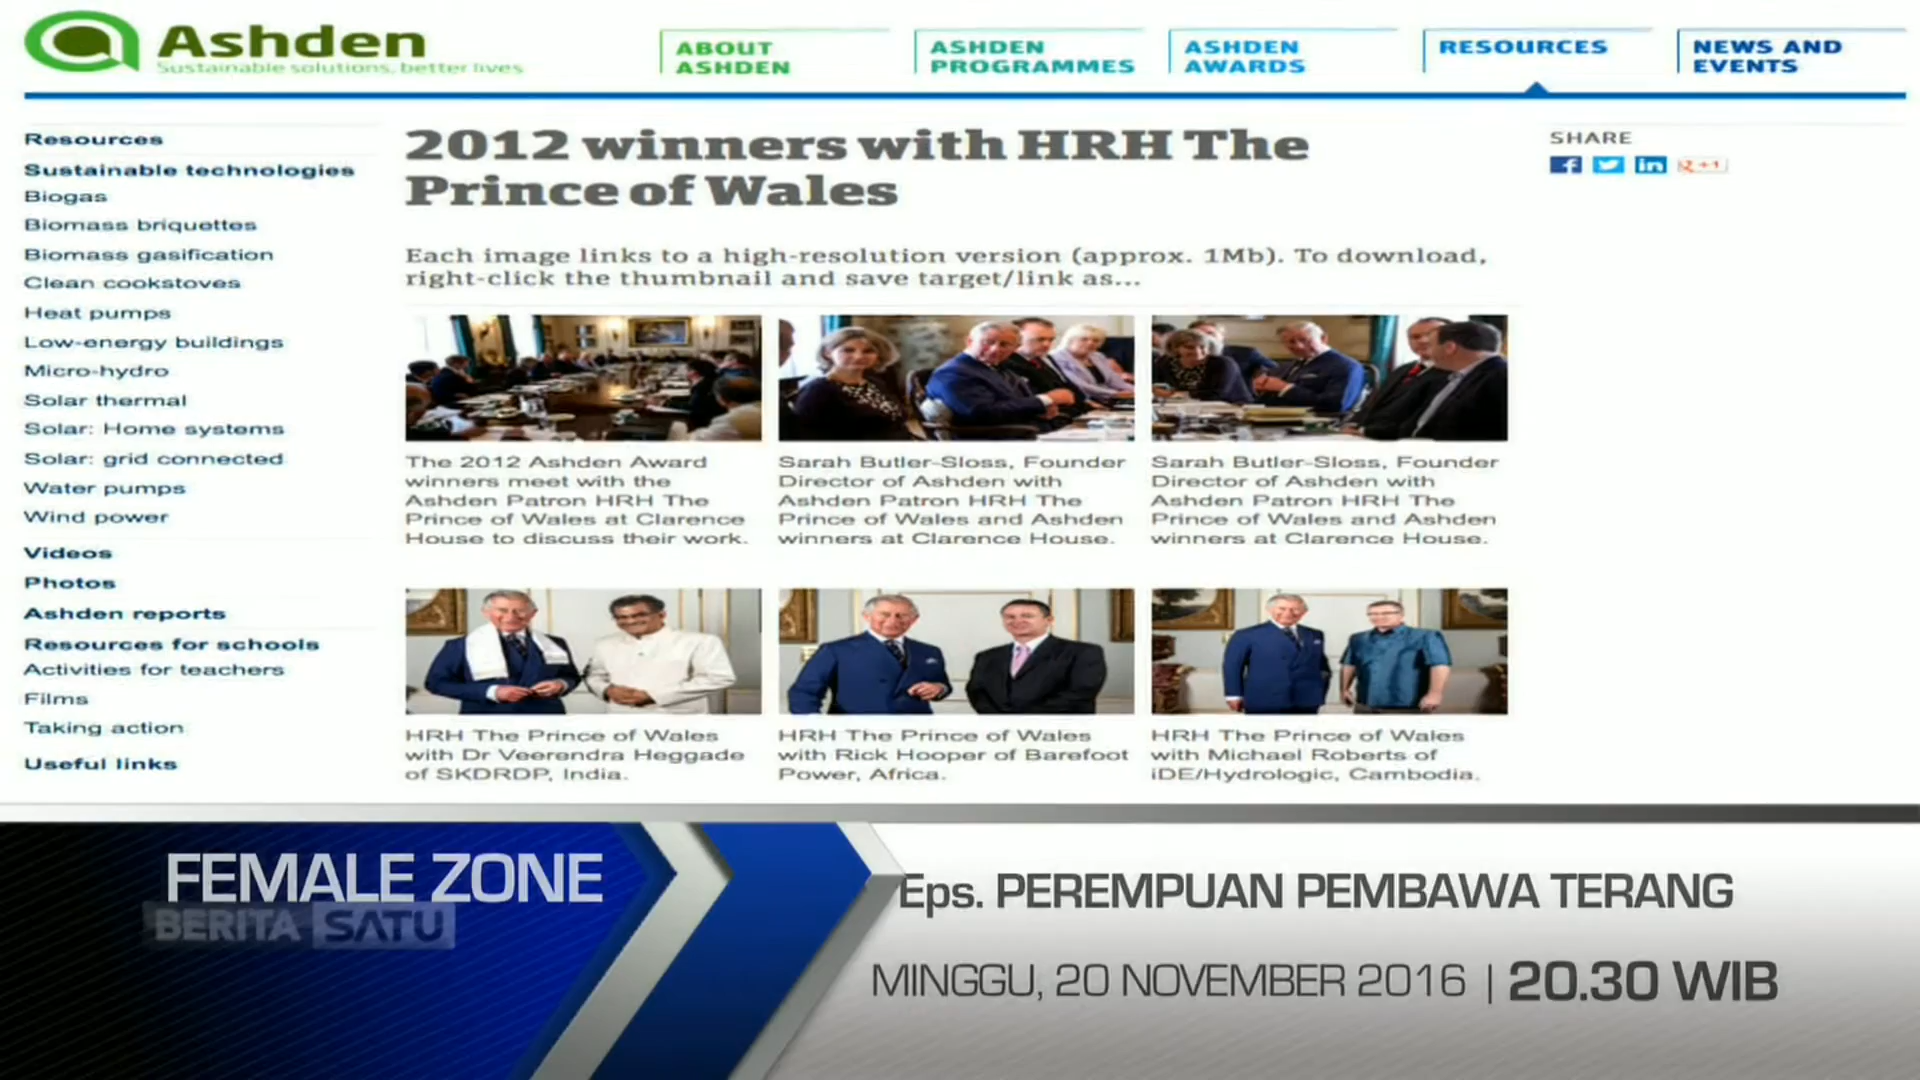 Ashden
Sustainable solutions, better lives
ABOUT
ASHDEN
ASHDEN
PROGRAMMES
ASHDEN
AWARDS
RESOURCES
NEWS AND
EVENTS
Resources
Sustainable technologies
Biogas
Biomass briquettes
Biomass gasification
Clean cookstoves
Heat pumps
Low-energy buildings
Micro-hydro
Solar thermal
Solar: Home systems
Solar: grid connected
Water pumps
Wind power
Videos
Photos
Ashden reports
Resources for schools
Activities for teachers
Films
Taking action
Useful links
2012 winners with HRH The
Prince of Wales
Each image links to a high-resolution version (approx. 1Mb). To download,
right-click the thumbnail and save target/link as...
The 2012 Ashden Award
winners meet with the
Ashden Patron HRH The
Prince of Wales at Clarence
House to discuss their work.
Sarah Butler-Sloss, Founder
Director of Ashden with
Ashden Patron HRH The
Prince of Wales and Ashden
winners at Clarence House.
Sarah Butler-Sloss, Founder
Director of Ashden with
Ashden Patron HRH The
Prince of Wales and Ashden
winners at Clarence House.
HRH The Prince of Wales
with Dr Veerendra Heggade
of SKDRDP, India.
HRH The Prince of Wales
with Rick Hooper of Barefoot
Power, Africa.
HRH The Prince of Wales
with Michael Roberts of
iDE/Hydrologic, Cambodia.
SHARE
f
in
g +1
FEMALE ZONE
BERITA SATU
Eps. PEREMPUAN PEMBAWA TERANG
MINGGU, 20 NOVEMBER 2016 | 20.30 WIB